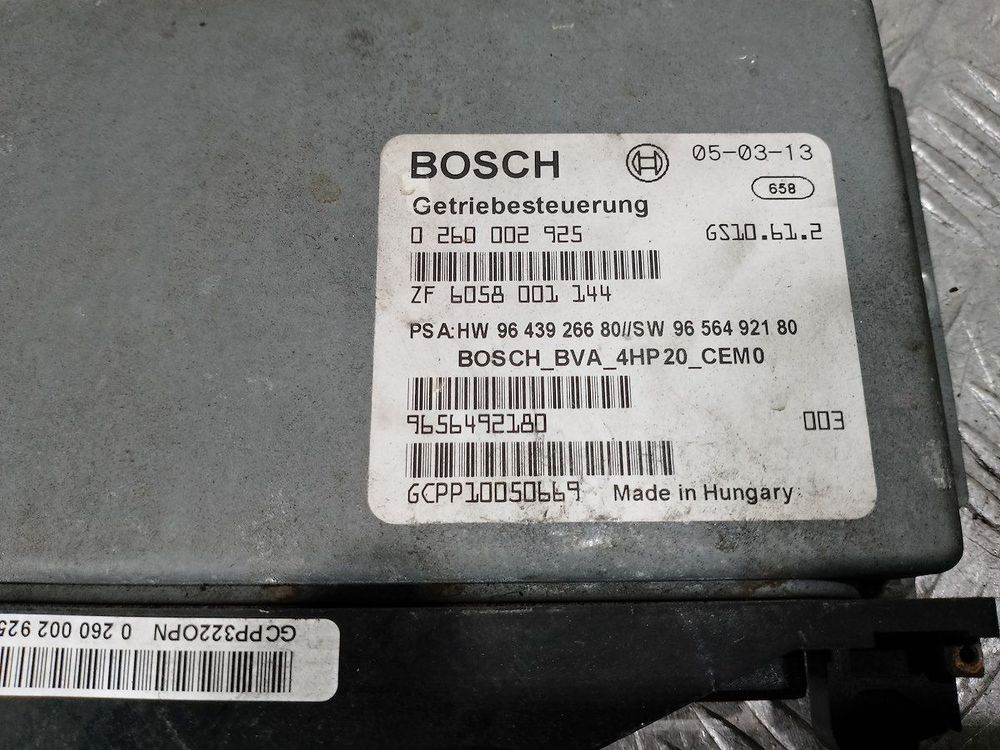 BOSCH 05-03-13
658
Getriebesteuerung
0 260 002 925 GS10.61.2
ZF 6058 001 144
PSA:HW 96 439 266 80//SW 96 564 921 80
BOSCH_BVA_4HP20_CEM0
9656492180 003
GCPP10050669 Made in Hungary
GCPP322OPN 0 260 002 925